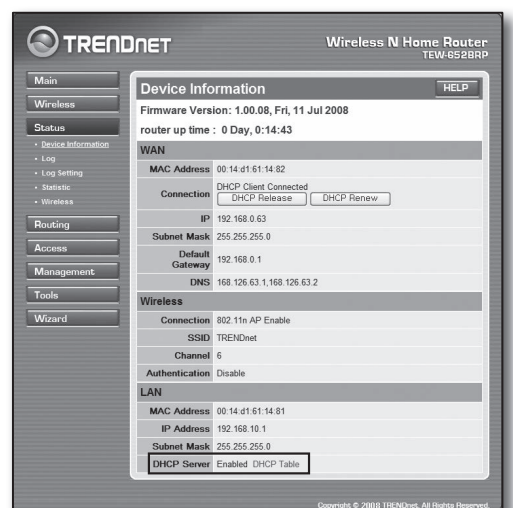 TRENDNET
Wireless N Home Router
TEW-652BRP
Main
Wireless
Status
• Device Information
• Log
• Log Setting
• Statistic
• Wireless
Routing
Access
Management
Tools
Wizard
Device Information
HELP
Firmware Version: 1.00.08, Fri, 11 Jul 2008
router up time : 0 Day, 0:14:43
WAN
MAC Address 00:14:d1:61:14:82
Connection DHCP Client Connected
DHCP Release DHCP Renew
IP 192.168.0.63
Subnet Mask 255.255.255.0
Default Gateway 192.168.0.1
DNS 168.126.63.1,168.126.63.2
Wireless
Connection 802.11n AP Enable
SSID TRENDnet
Channel 6
Authentication Disable
LAN
MAC Address 00:14:d1:61:14:81
IP Address 192.168.10.1
Subnet Mask 255.255.255.0
DHCP Server Enabled DHCP Table
Copyright © 2008 TRENDnet. All Rights Reserved.